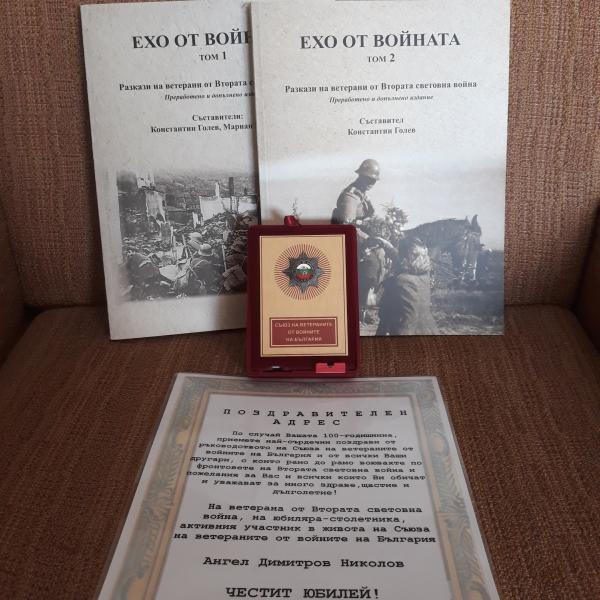 ЕХО ОТ
ТОМ 1
Разкази на ветерани от Втората
Преработено и допълнено
Съставители:
Константин Голев,
ЕХО ОТ ВОЙНАТА
ТОМ 2
Разкази на ветерани от Втората световна война
Преработено и допълнено издание
Съставител
Константин Голев
СЪЮЗ НА ВЕТЕРАНИТЕ
ОТ ВОЙНИТЕ
НА БЪЛГАРИЯ
ПОЗДРАВИТЕЛЕН
АДРЕС
По случай Вашата 100-годишнина,
приемете най-сърдечни поздрави от
ръководството на Съюза на ветераните от
войните на България и от всички Ваши
другари, с които рамо до рамо воювахте по
фронтовете на Втората световна война и
пожелания за Вас и всички които Ви обичат
и уважават за много здраве, щастие и
дълголетие!
На ветерана от Втората световна
война, на юбиляра-столетника,
активния участник в живота на Съюза
на ветераните от войните на България
Ангел Димитров Николов
ЧЕСТИТ ЮБИЛЕЙ!